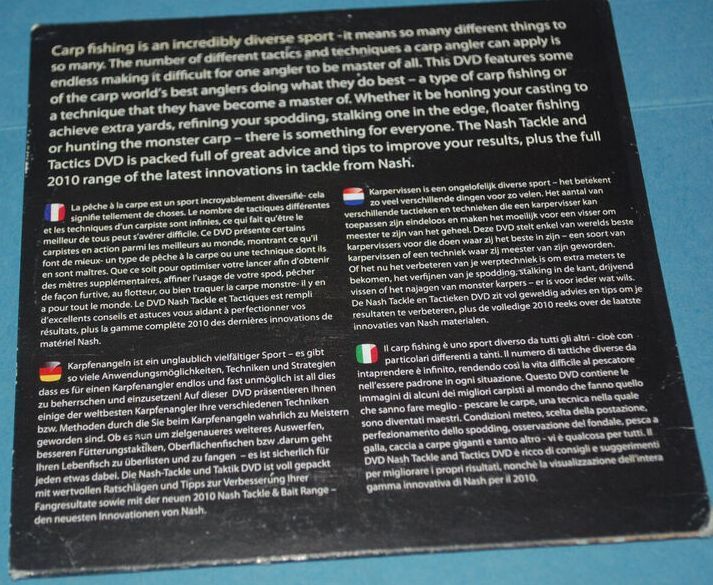 Carp fishing is an incredibly diverse sport -it means so many different things to
so many. The number of different tactics and techniques a carp angler can apply is
endless making it difficult for one angler to be master of all. This DVD features some
of the carp world's best anglers doing what they do best – a type of carp fishing or
a technique that they have become a master of. Whether it be honing your casting to
achieve extra yards, refining your spodding, stalking one in the edge, floater fishing
or hunting the monster carp – there is something for everyone. The Nash Tackle and
Tactics DVD is packed full of great advice and tips to improve your results, plus the full
2010 range of the latest innovations in tackle from Nash.
La pêche à la carpe est un sport incroyablement diversifié- cela
signifie tellement de choses. Le nombre de tactiques différentes
et les techniques d'un carpiste sont infinies, ce qui fait qu'être le
meilleur de tous peut s'avérer difficile. Ce DVD présente certains
carpistes en action parmi les meilleurs au monde, montrant ce qu'il
font de mieux- un type de pêche à la carpe ou une technique dont ils
en sont maîtres. Que ce soit pour optimiser votre lancer afin d'obtenir
des mètres supplémentaires, affiner l'usage de votre spod, pêcher
de façon furtive, au flotteur, ou bien traquer la carpe monstre- il y en
a pour tout le monde. Le DVD Nash Tackle et Tactiques est rempli
d'excellents conseils et astuces vous aidant à perfectionner vos
résultats, plus la gamme complète 2010 des dernières innovations de
matériel Nash.
Karpervissen is een ongelofelijk diverse sport – het betekent
zo veel verschillende dingen voor zo velen. Het aantal van
verschillende tactieken en technieken die een karpervisser kan
toepassen zijn eindeloos en maken het moeilijk voor een visser om
meester te zijn van het geheel. Deze DVD stelt enkel van werelds beste
karpervissers voor die doen waar zij het beste in zijn – een soort van
karpervissen of een techniek waar zij meester van zijn geworden.
Of het nu het verbeteren van je werptechniek is om extra meters te
bekomen, het verfijnen van je spodding, stalking in de kant, drijvend
vissen of het najagen van monster karpers – er is voor ieder wat wils.
De Nash Tackle en Tactieken DVD zit vol geweldig advies en tips om je
resultaten te verbeteren, plus de volledige 2010 reeks over de laatste
innovaties van Nash materialen.
Karpfenangeln ist ein unglaublich vielfältiger Sport – es gibt
so viele Anwendungsmöglichkeiten, Techniken und Strategien
dass es für einen Karpfenangler endlos und fast unmöglich ist all dies
zu beherrschen und einzusetzen! Auf dieser DVD präsentieren Ihnen
einige der weltbesten Karpfenangler Ihre verschiedenen Techniken
bzw. Methoden durch die Sie beim Karpfenangeln wahrlich zu Meistern
geworden sind. Ob es nun um zielgenaueres weiteres Auswerfen,
besseren Fütterungstaktiken, Oberflächenfischen bzw .darum geht
Ihren Lebenfisch zu überlisten und zu fangen – es ist sicherlich für
jeden etwas dabei. Die Nash-Tackle und Taktik DVD ist voll gepackt
mit wertvollen Ratschlägen und Tipps zur Verbesserung Ihrer
Fangresultate sowie mit der neuen 2010 Nash Tackle & Bait Range –
den neuesten Innovationen von Nash.
Il carp fishing è uno sport diverso da tutti gli altri - cioè con
particolari differenti a tanti. Il numero di tattiche diverse da
intaprendere è infinito, rendendo così la vita difficile al pescatore
nell'essere padrone in ogni situazione. Questo DVD contiene le
immagini di alcuni dei migliori carpisti al mondo che fanno quello
che sanno fare meglio - pescare le carpe, una tecnica nella quale
sono diventati maestri. Condizioni meteo, scelta della postazione,
perfezionamento dello spodding, osservazione del fondale, pesca a
galla, caccia a carpe giganti e tanto altro - vi è qualcosa per tutti. Il
DVD Nash Tackle and Tactics DVD è ricco di consigli e suggerimenti
per migliorare i propri risultati, nonchè la visualizzazione dell'intera
gamma innovativa di Nash per il 2010.